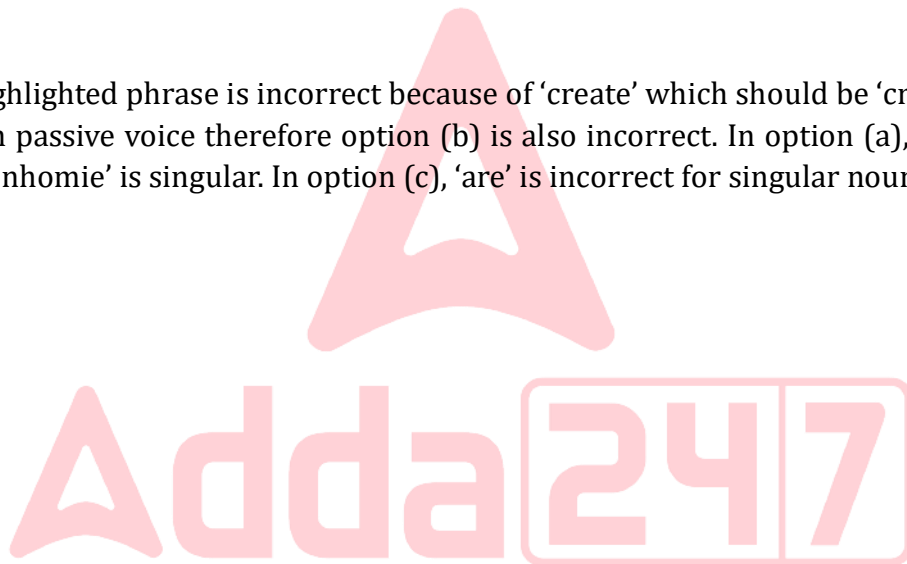 ghlighted phrase is incorrect because of ‘create’ which should be ‘cr
n passive voice therefore option (b) is also incorrect. In option (a),
nhomie’ is singular. In option (c), ‘are’ is incorrect for singular nour
Adda247